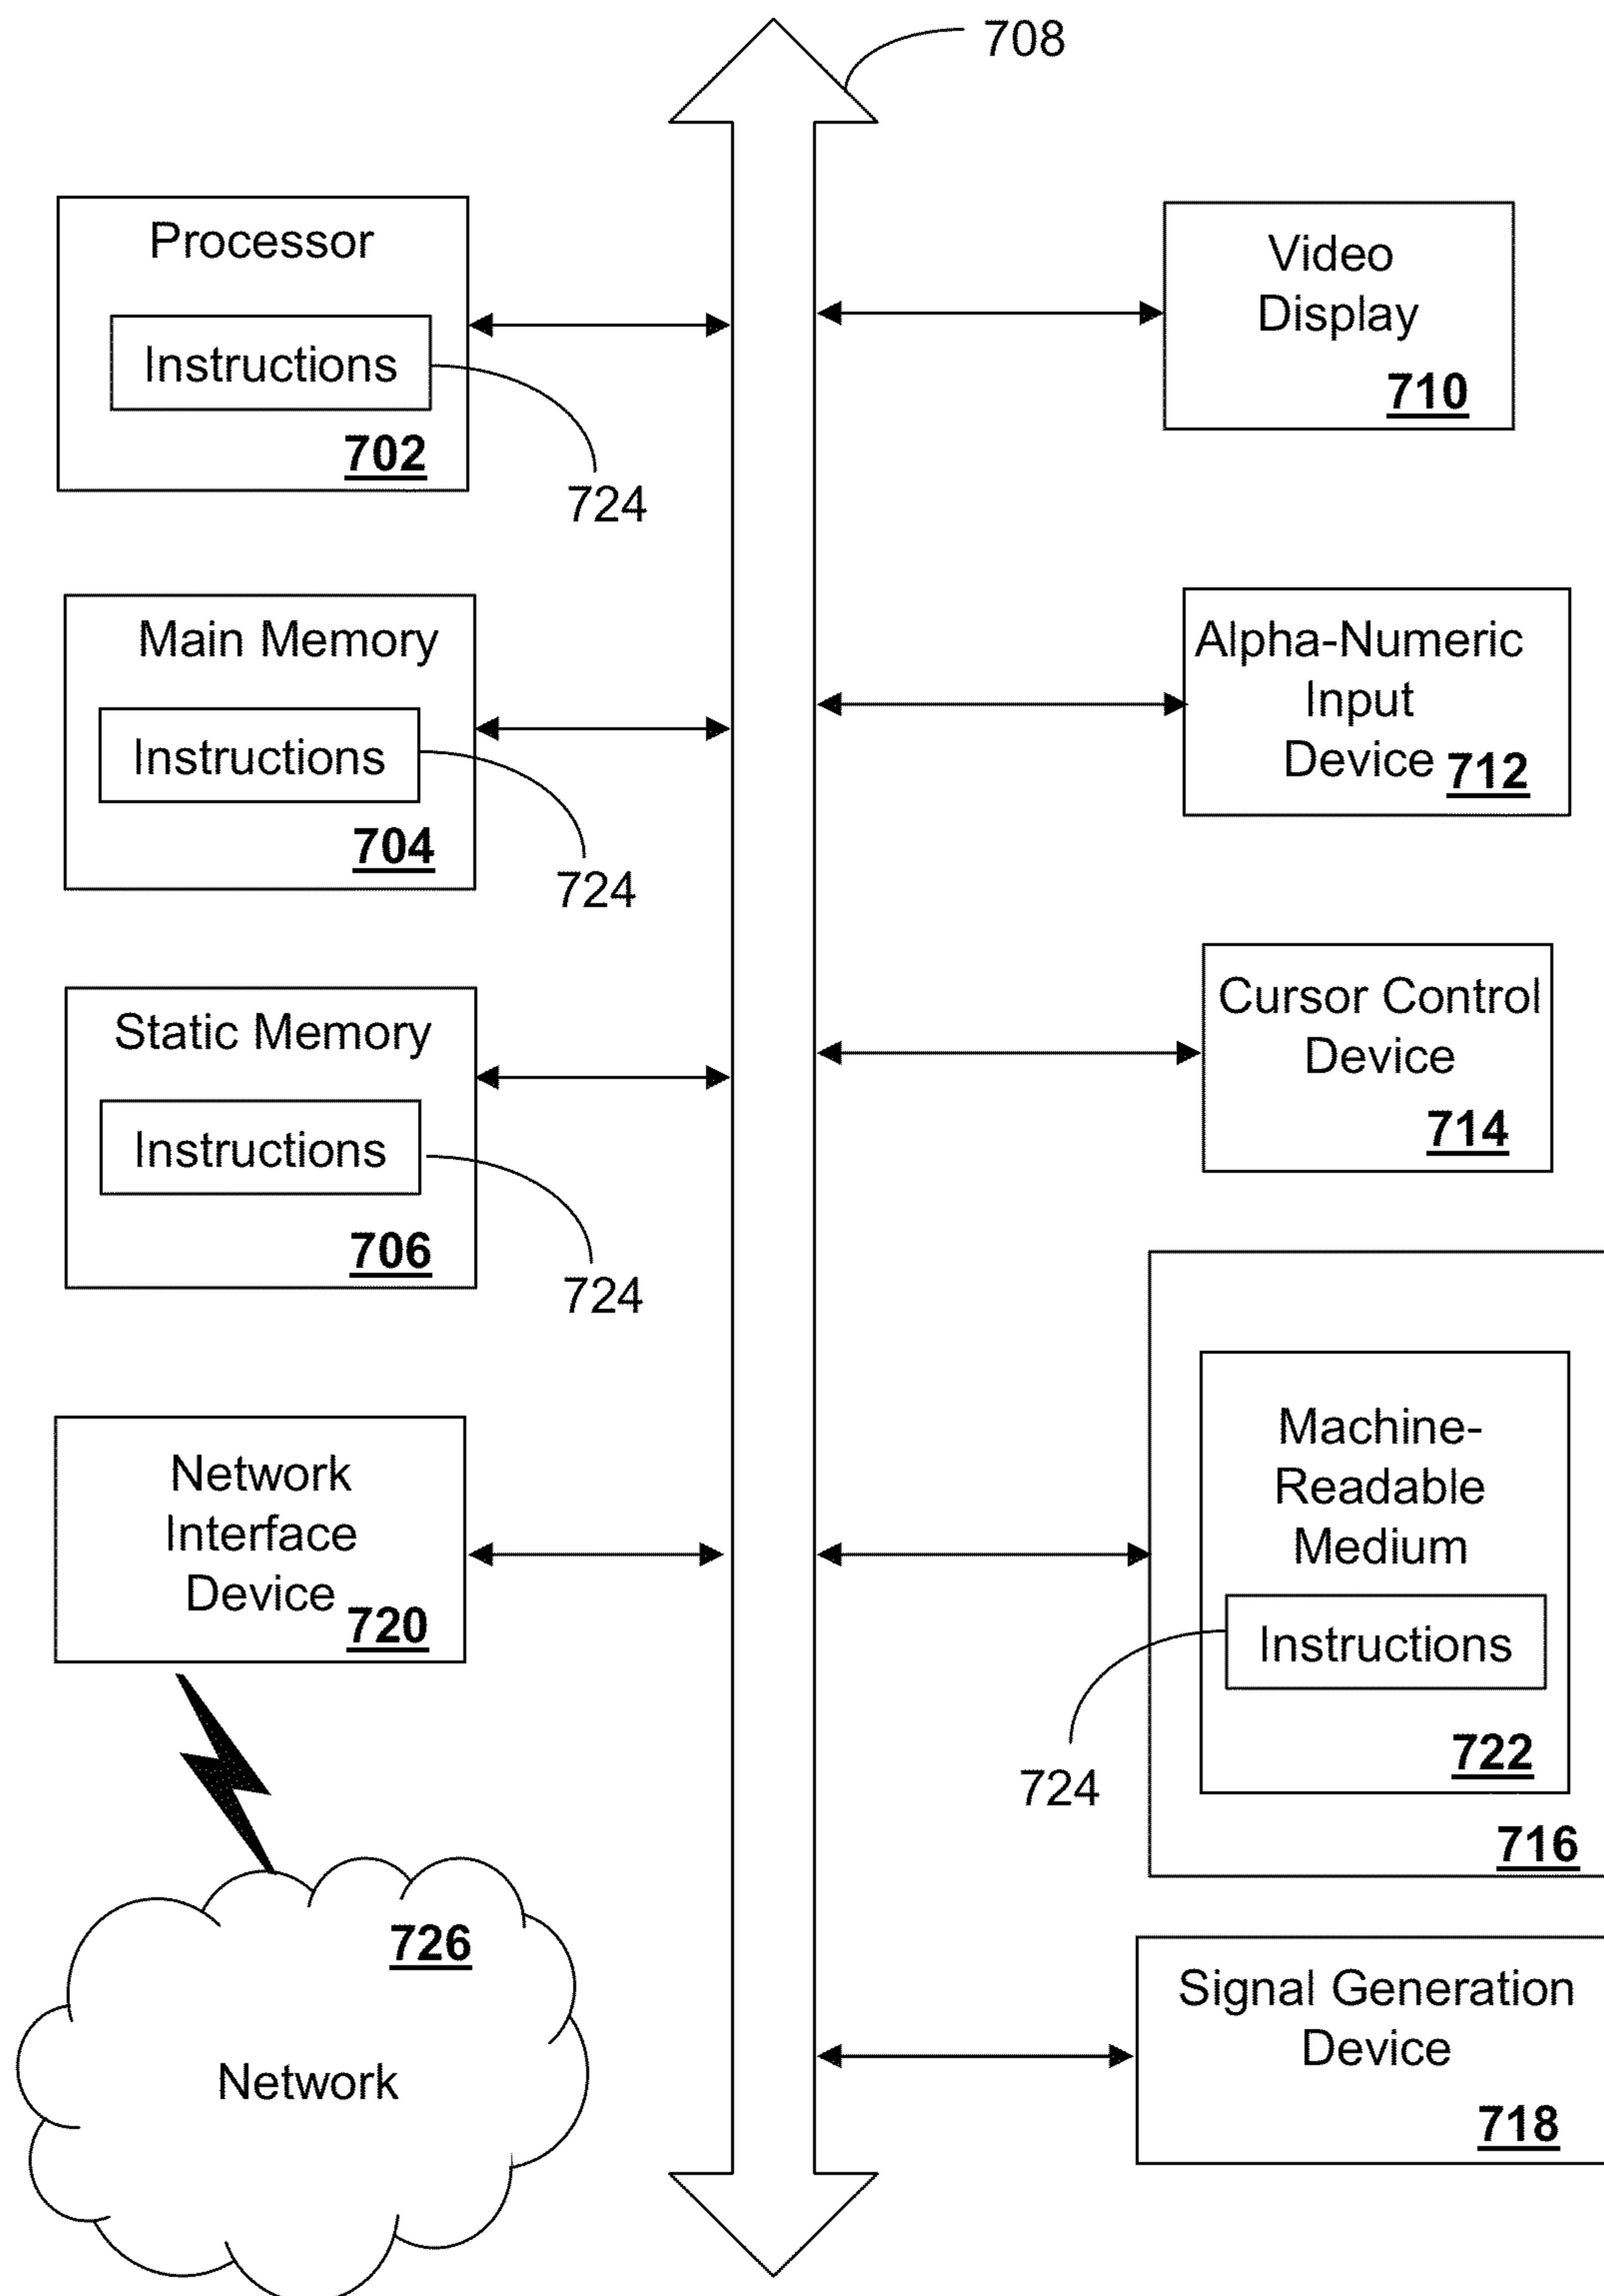 708
Processor
Instructions
702
724
Main Memory
Instructions
704
724
Static Memory
Instructions
706
724
Network
Interface
Device 720
726
Network
Video
Display
710
Alpha-Numeric
Input
Device 712
Cursor Control
Device
714
Machine-
Readable
Medium
Instructions
722
724
716
Signal Generation
Device
718